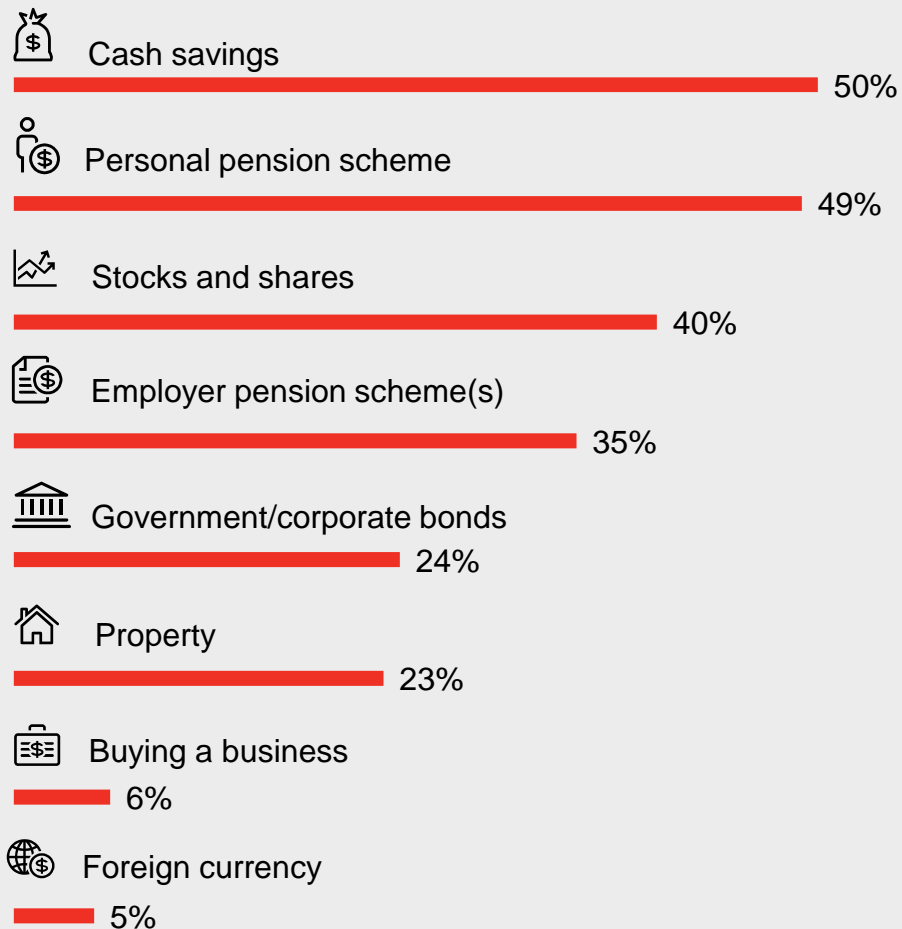 Cash savings
50%
Personal pension scheme
49%
Stocks and shares
40%
Employer pension scheme(s)
35%
Government/corporate bonds
24%
Property
23%
Buying a business
6%
Foreign currency
5%